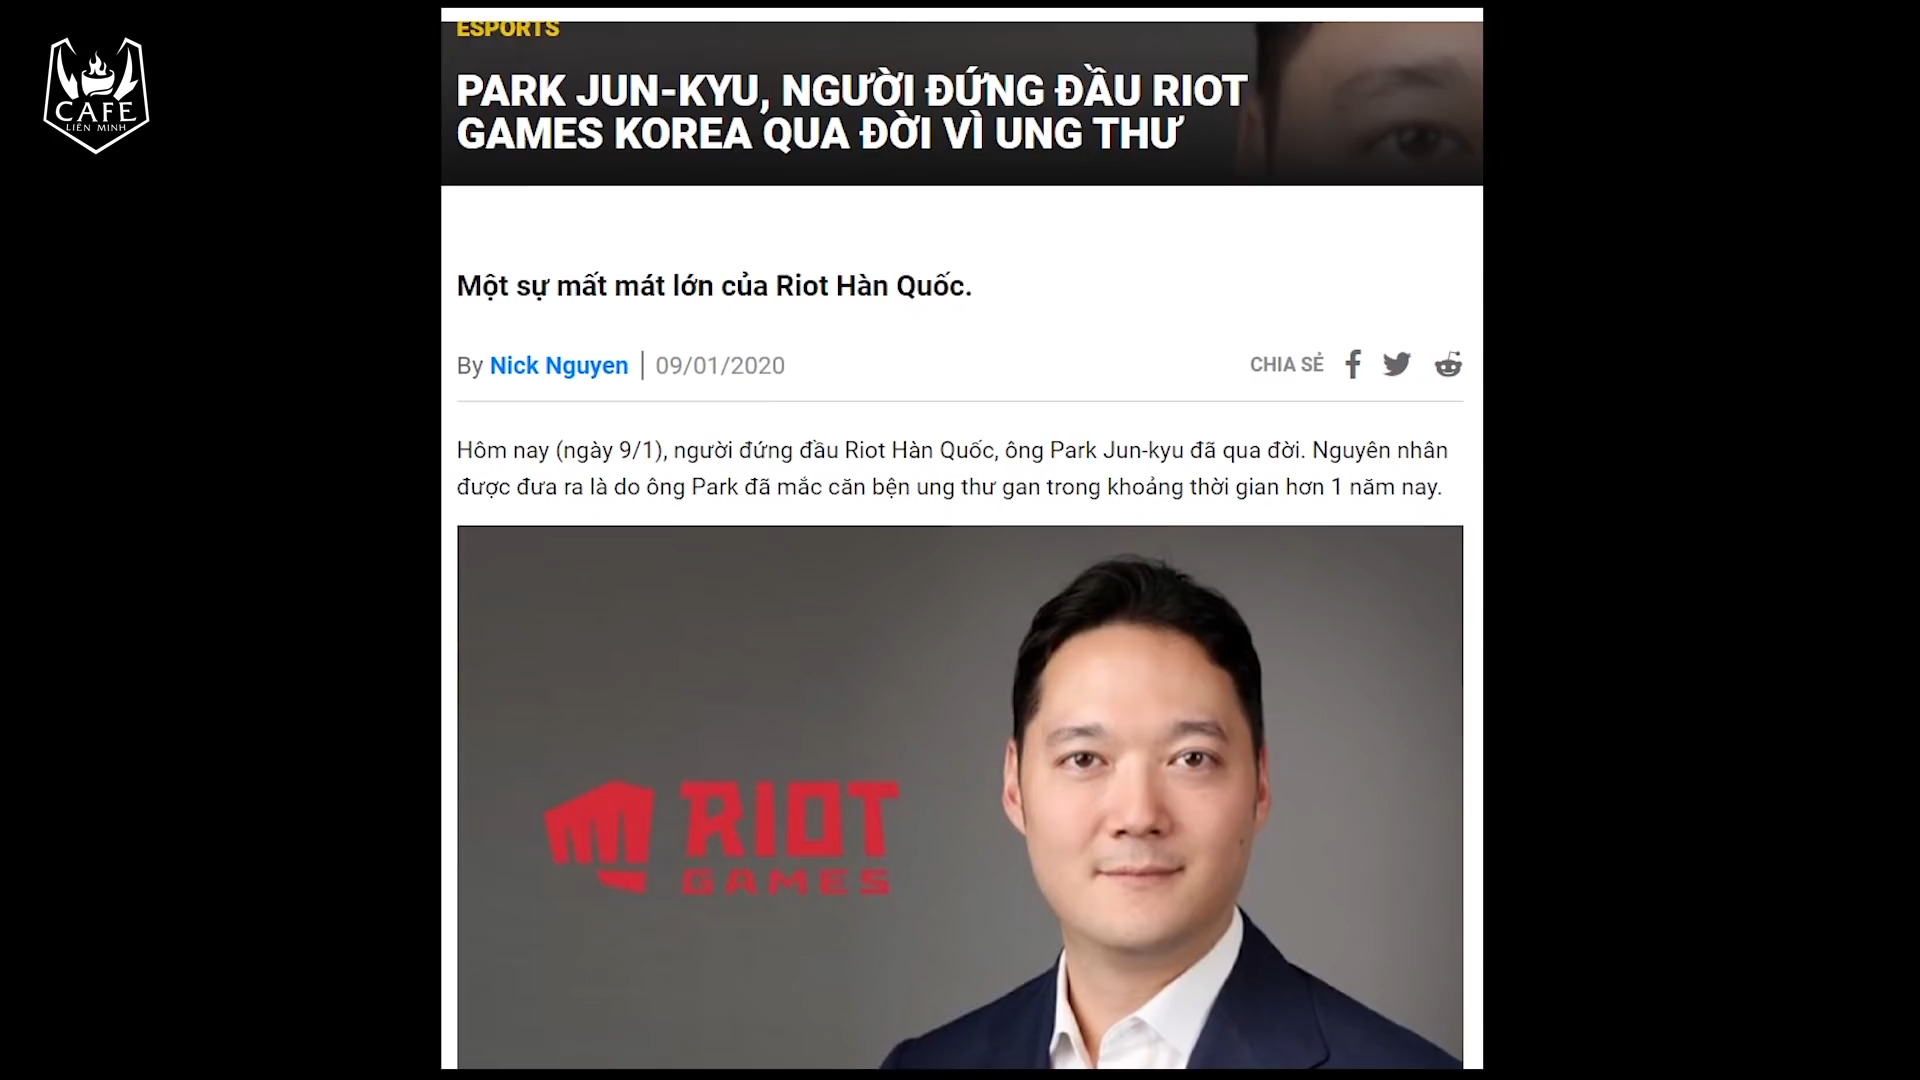 CAFE
LIÊN MINH
ESPORTS
PARK JUN-KYU, NGƯỜI ĐỨNG ĐẦU RIOT
GAMES KOREA QUA ĐỜI VÌ UNG THƯ
Một sự mất mát lớn của Riot Hàn Quốc.
By Nick Nguyen | 09/01/2020
CHIA SẺ
Hôm nay (ngày 9/1), người đứng đầu Riot Hàn Quốc, ông Park Jun-kyu đã qua đời. Nguyên nhân
được đưa ra là do ông Park đã mắc căn bện ung thư gan trong khoảng thời gian hơn 1 năm nay.
RIOT
GAMES